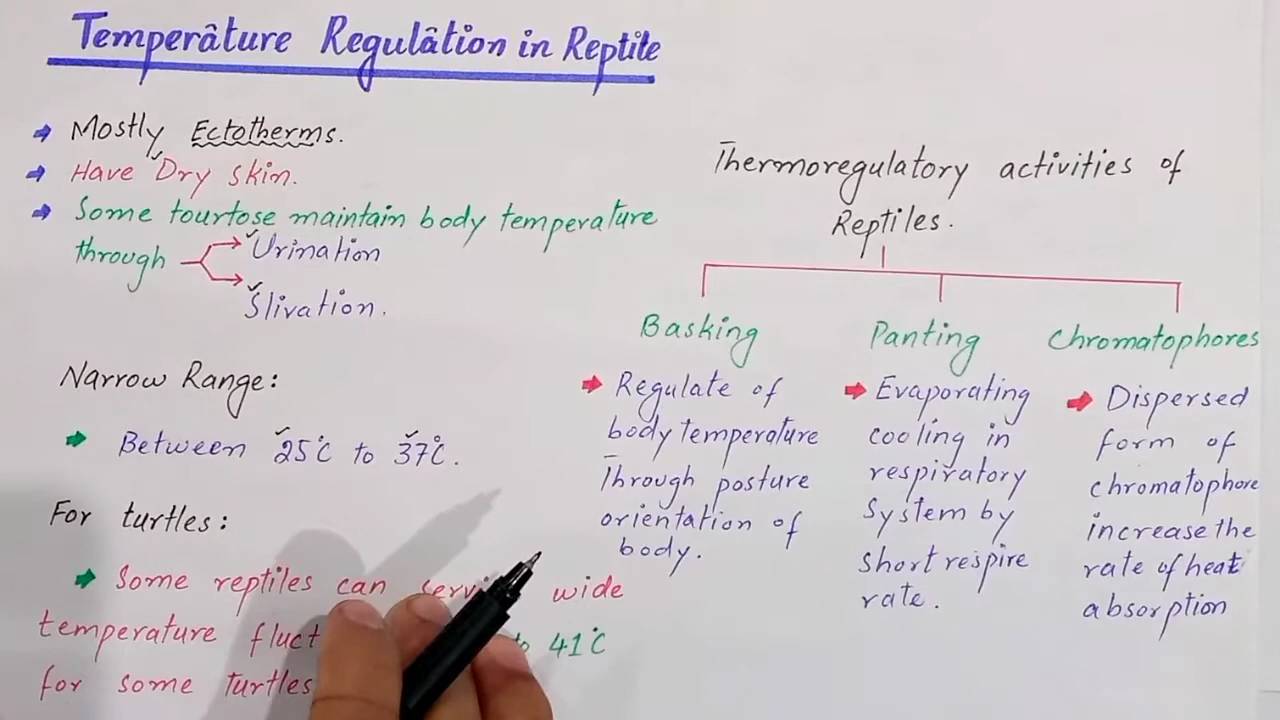 Temperâture Regulâtion in Reptile
Mostly Ectotherms.
Have Dry skin.
Some tourtose maintain body temperature
through Urination
Slivation.
Narrow Range:
Between 25°C to 37°C.
For turtles:
Some reptiles can wide
temperature 41°C
for some turtles
Thermoregulatory activities of
Reptiles.
Basking
Regulate of
body temperature
Through posture
orientation of
body.
Panting
Evaporating
cooling in
respiratory
System by
short respire
rate.
Chromatophores
Dispersed
form of
chromatophore
increase the
rate of heat
absorption